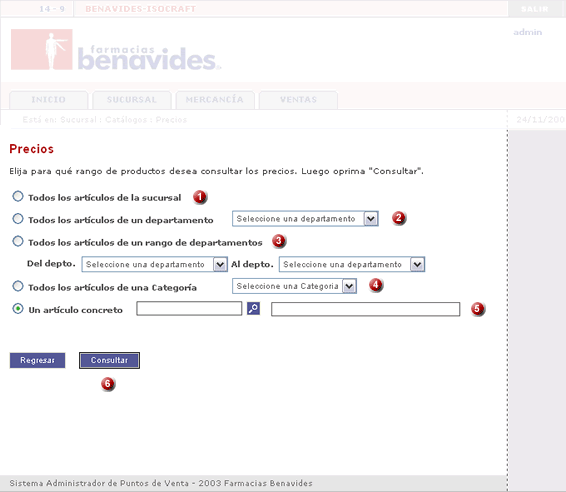 14 - 9 BENAVIDES-ISOCRAFT SALIR
admin
farmacias
benavides
INICIO SUCURSAL MERCANCÍA VENTAS
Está en: Sucursal : Catálogos : Precios 24/11/200
Precios
Elija para qué rango de productos desea consultar los precios. Luego oprima "Consultar".
Todos los artículos de la sucursal 1
Todos los artículos de un departamento Seleccione una departamento 2
Todos los artículos de un rango de departamentos 3
Del depto. Seleccione una departamento Al depto. Seleccione una departamento
Todos los artículos de una Categoría Seleccione una Categoria 4
Un artículo concreto 5
Regresar Consultar
6
Sistema Administrador de Puntos de Venta - 2003 Farmacias Benavides